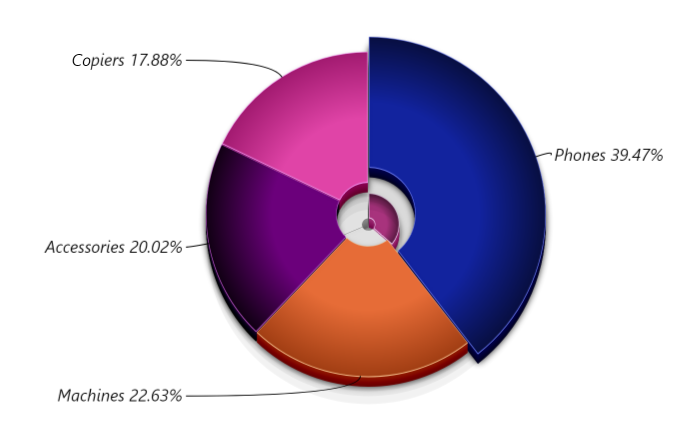 Copiers 17.88%
Phones 39.47%
Accessories 20.02%
Machines 22.63%